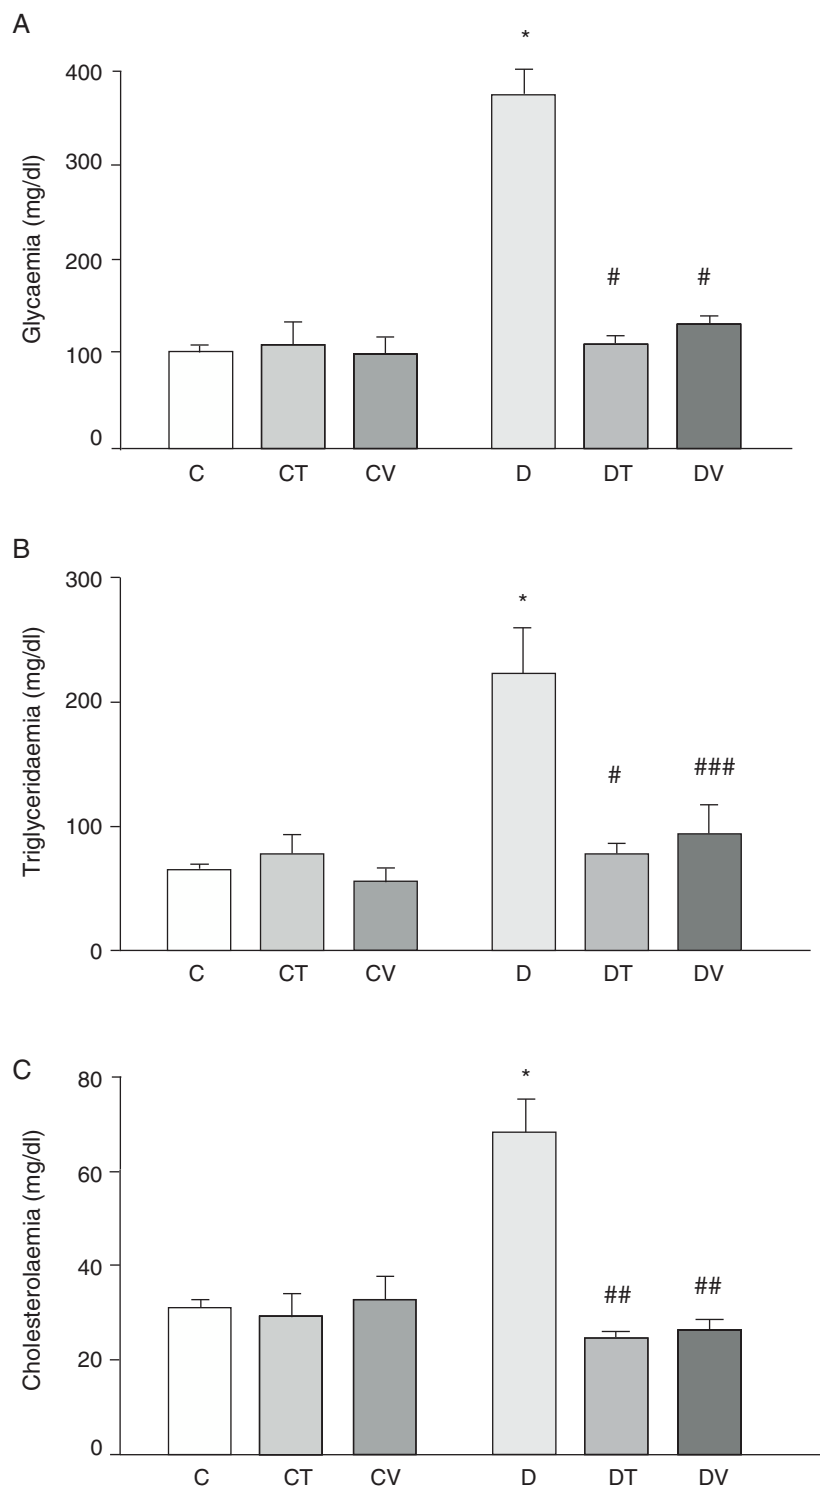 A
Glycaemia (mg/dl)
400
300
200
100
0
*
#
#
C CT CV D DT DV
B
Triglyceridaemia (mg/dl)
300
200
100
0
*
#
###
C CT CV D DT DV
C
Cholesterolaemia (mg/dl)
80
60
40
20
0
*
##
##
C CT CV D DT DV